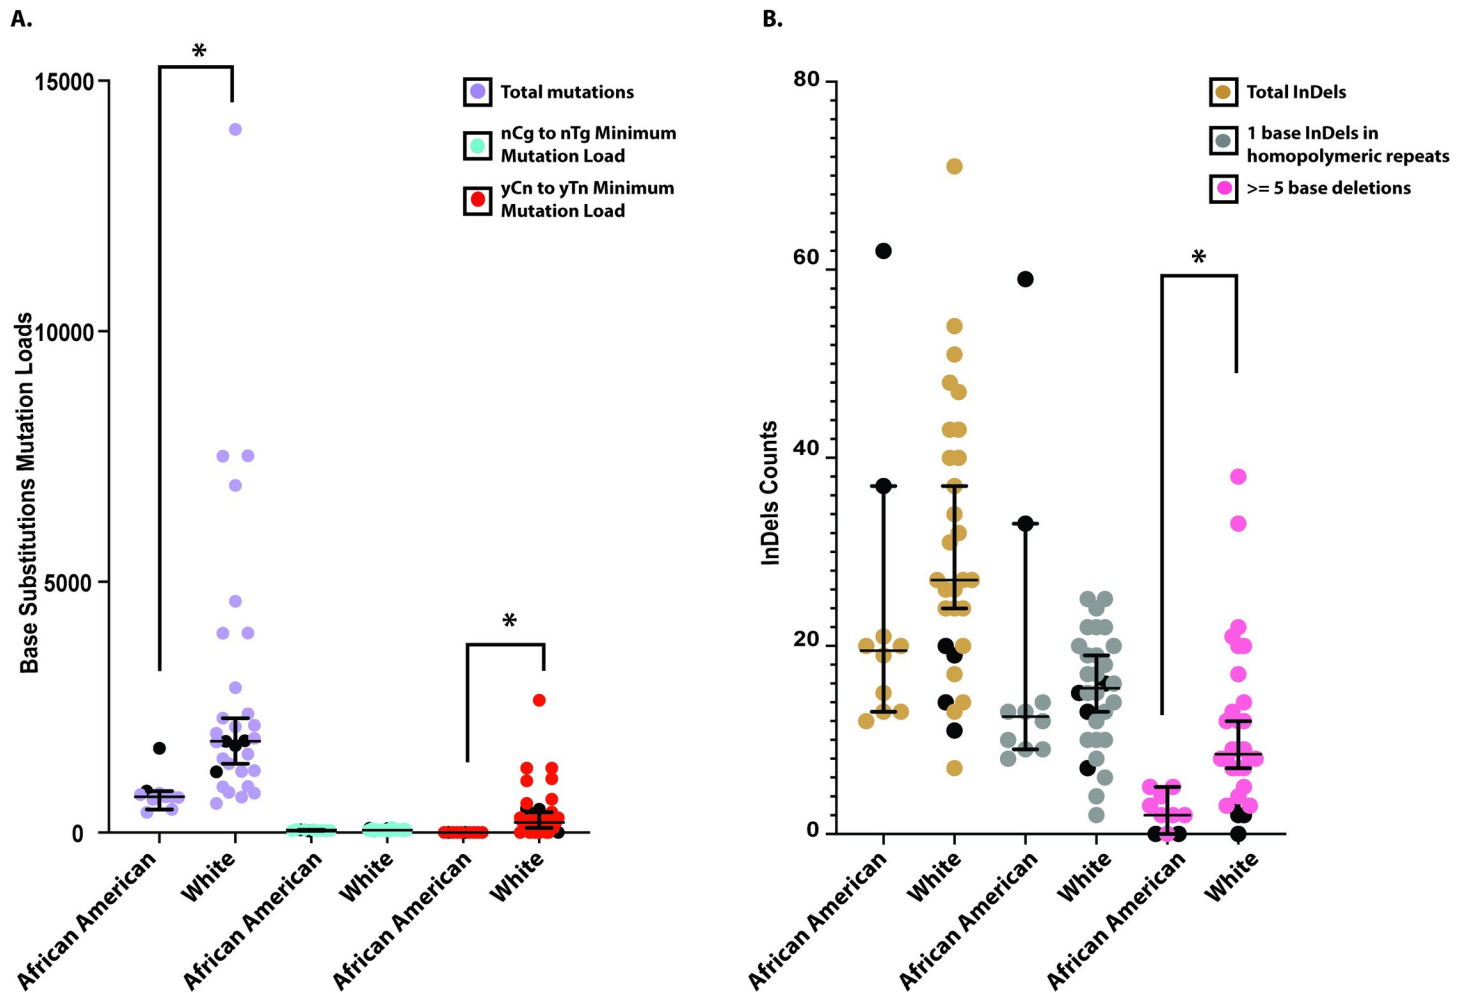 A.
*
15000
10000
5000
0
Base Substitutions Mutation Loads
Total mutations
nCg to nTg Minimum
Mutation Load
yCn to yTn Minimum
Mutation Load
*
African American
White
African American
White
African American
White
B.
80
60
40
20
0
InDels Counts
Total InDels
1 base InDels in
homopolymeric repeats
>= 5 base deletions
*
African American
White
African American
White
African American
White